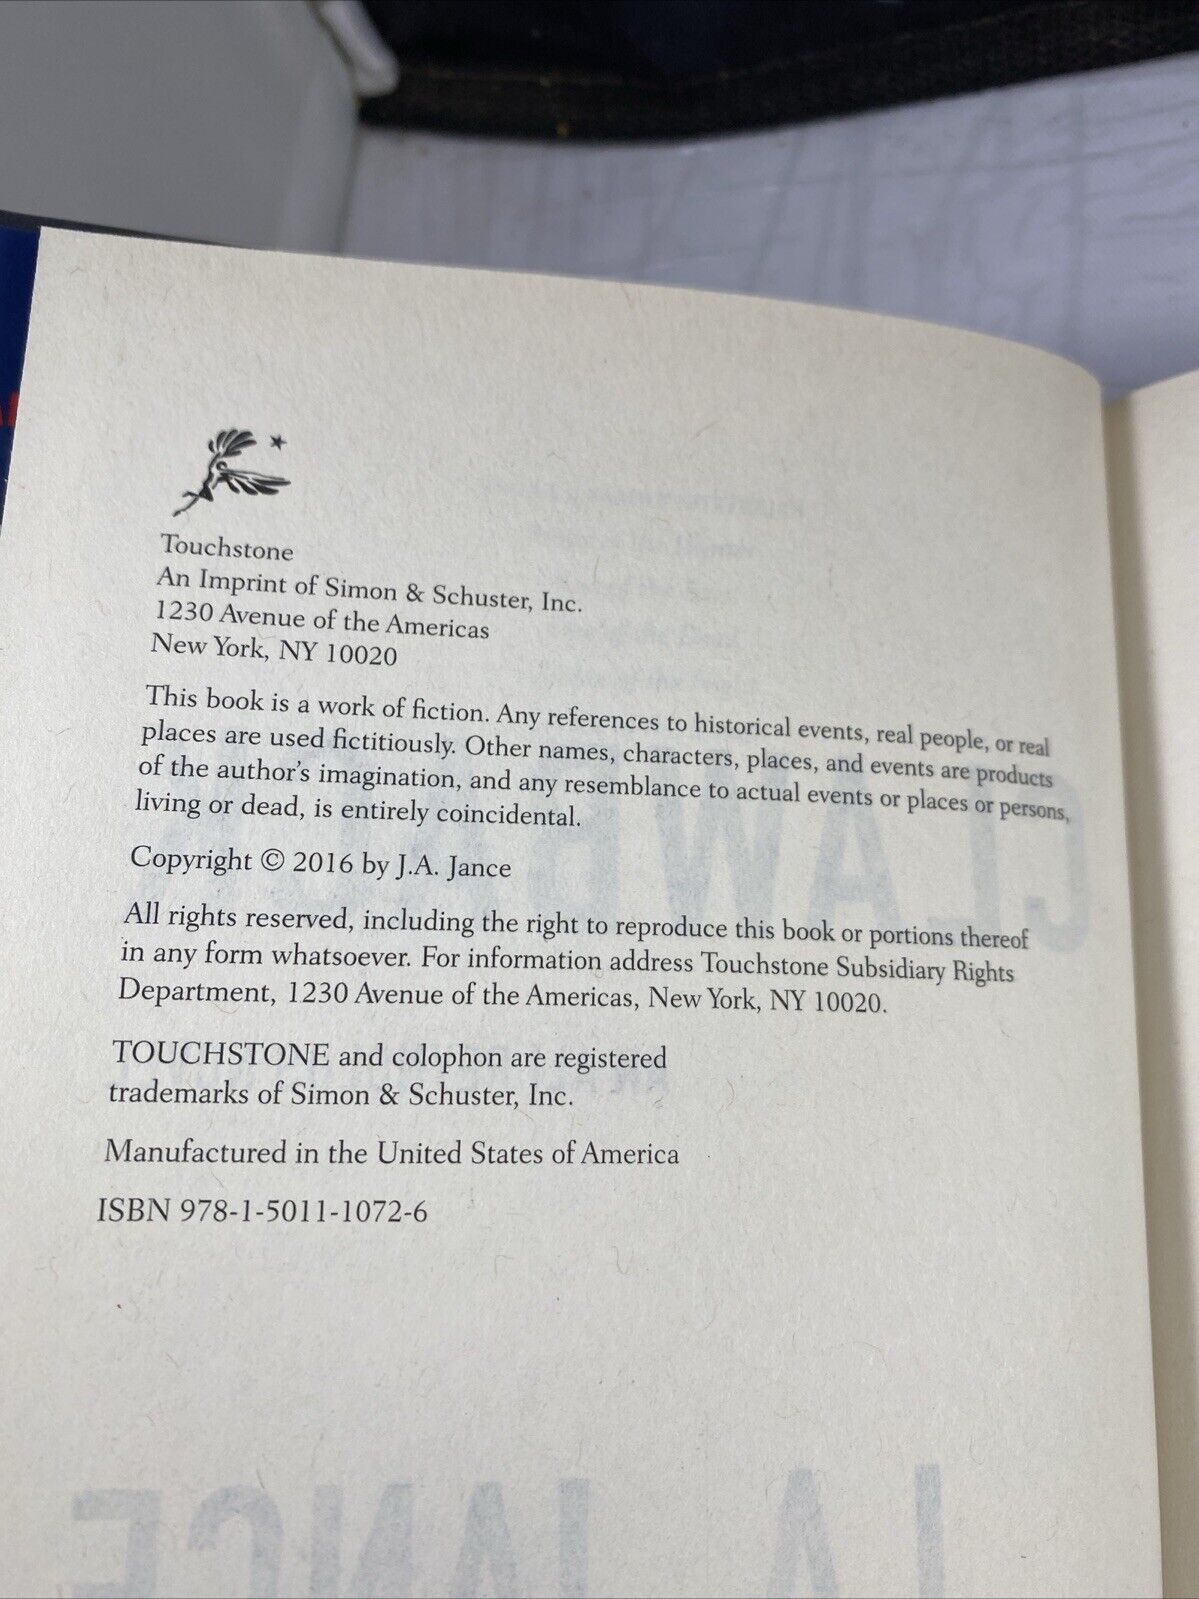 Touchstone
An Imprint of Simon & Schuster, Inc.
1230 Avenue of the Americas
New York, NY 10020
This book is a work of fiction. Any references to historical events, real people, or real
places are used fictitiously. Other names, characters, places, and events are products
of the author's imagination, and any resemblance to actual events or places or persons,
living or dead, is entirely coincidental.
Copyright © 2016 by J.A. Jance
All rights reserved, including the right to reproduce this book or portions thereof
in any form whatsoever. For information address Touchstone Subsidiary Rights
Department, 1230 Avenue of the Americas, New York, NY 10020.
TOUCHSTONE and colophon are registered
trademarks of Simon & Schuster, Inc.
Manufactured in the United States of America
ISBN 978-1-5011-1072-6
J.A. JANCE